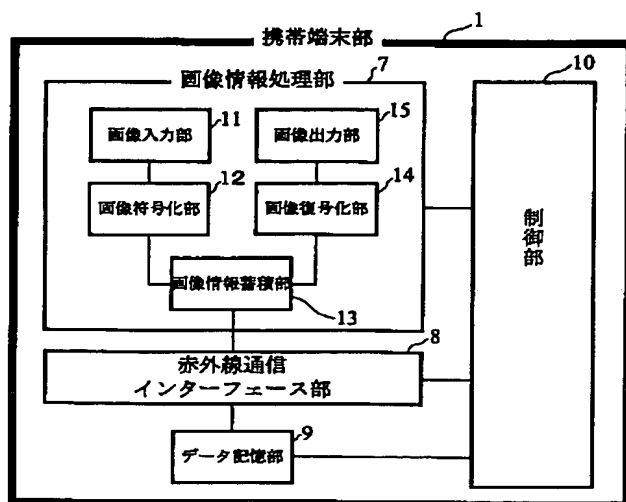 携帯端末部
1
画像情報処理部
7
10
画像入力部
11
画像出力部
15
画像符号化部
12
画像復号化部
14
制御部
画像情報蓄積部
13
赤外線通信
インターフェース部
8
データ記憶部
9